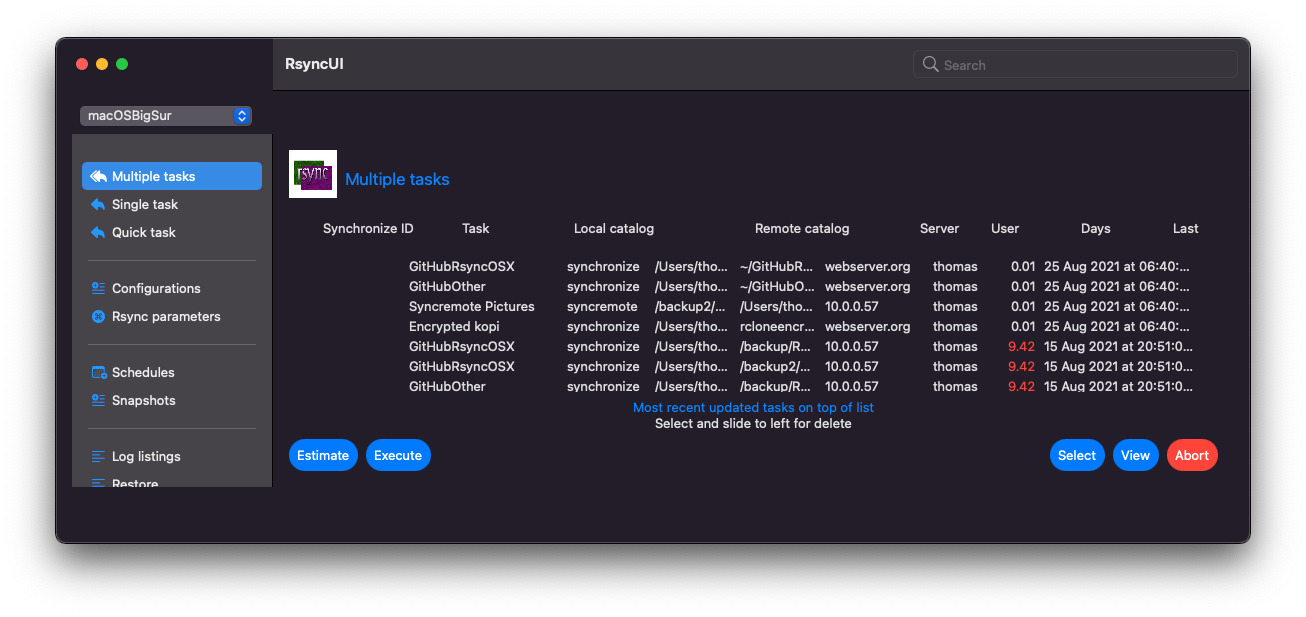 RsyncUI
Search
macOSBigSur
Multiple tasks
Single task
Quick task
Configurations
Rsync parameters
Schedules
Snapshots
Log listings
Restore
rsync
Multiple tasks
Synchronize ID Task Local catalog Remote catalog Server User Days Last
GitHubRsyncOSX synchronize /Users/tho... ~/GitHubR... webserver.org thomas 0.01 25 Aug 2021 at 06:40:...
GitHubOther synchronize /Users/tho... ~/GitHubO... webserver.org thomas 0.01 25 Aug 2021 at 06:40:...
Syncremote Pictures syncremote /backup2/... /Users/tho... 10.0.0.57 thomas 0.01 25 Aug 2021 at 06:40:...
Encrypted kopi synchronize /Users/tho... rcloneencr... webserver.org thomas 0.01 25 Aug 2021 at 06:40:...
GitHubRsyncOSX synchronize /Users/tho... /backup/R... 10.0.0.57 thomas 9.42 15 Aug 2021 at 20:51:0...
GitHubRsyncOSX synchronize /Users/tho... /backup2/... 10.0.0.57 thomas 9.42 15 Aug 2021 at 20:51:0...
GitHubOther synchronize /Users/tho... /backup/R... 10.0.0.57 thomas 9.42 15 Aug 2021 at 20:51:0...
Most recent updated tasks on top of list
Select and slide to left for delete
Estimate Execute Select View Abort